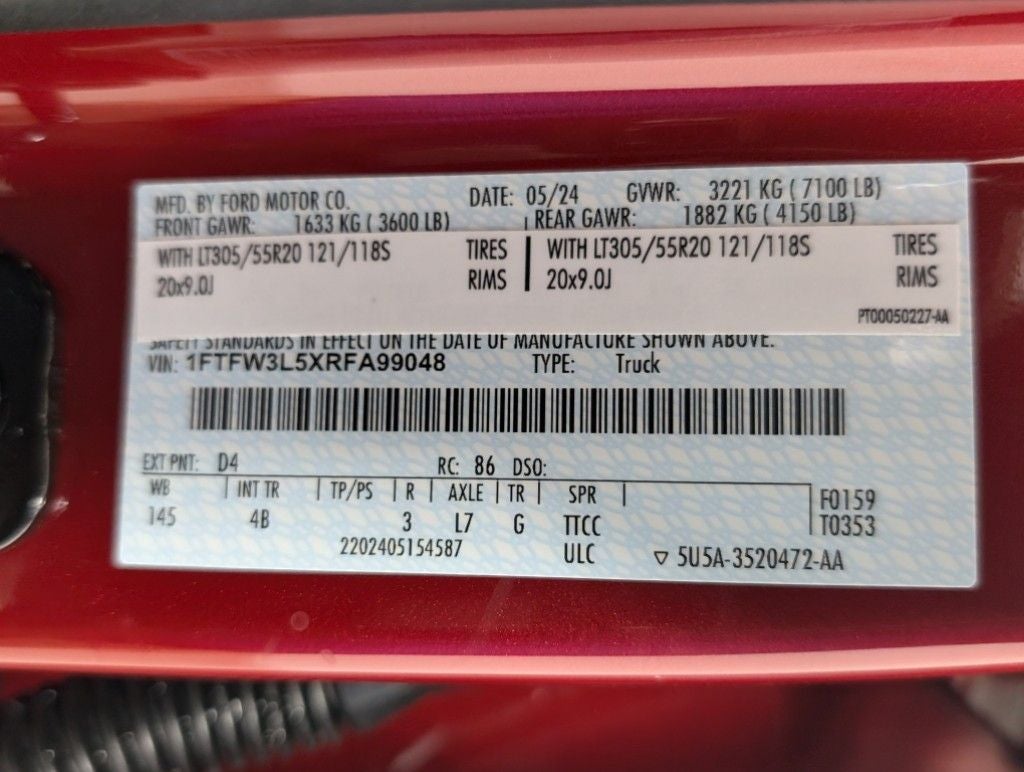 MFD. BY FORD MOTOR CO. DATE: 05/24 GVWR: 3221 KG ( 7100 LB)
FRONT GAWR: 1633 KG ( 3600 LB) REAR GAWR: 1882 KG ( 4150 LB)
WITH LT305/55R20 121/118S TIRES WITH LT305/55R20 121/118S TIRES
20x9.0J RIMS 20x9.0J RIMS
PT00050227-AA
SAFETY STANDARDS IN EFFECT ON THE DATE OF MANUFACTURE SHOWN ABOVE.
VIN: 1FTFW3L5XRFA99048 TYPE: Truck
EXT PNT: D4 RC: 86 DSO:
WB INT TR TP/PS R AXLE TR SPR F0159
145 4B 3 L7 G TTCC T0353
2202405154587 ULC ▽ 5U5A-3520472-AA